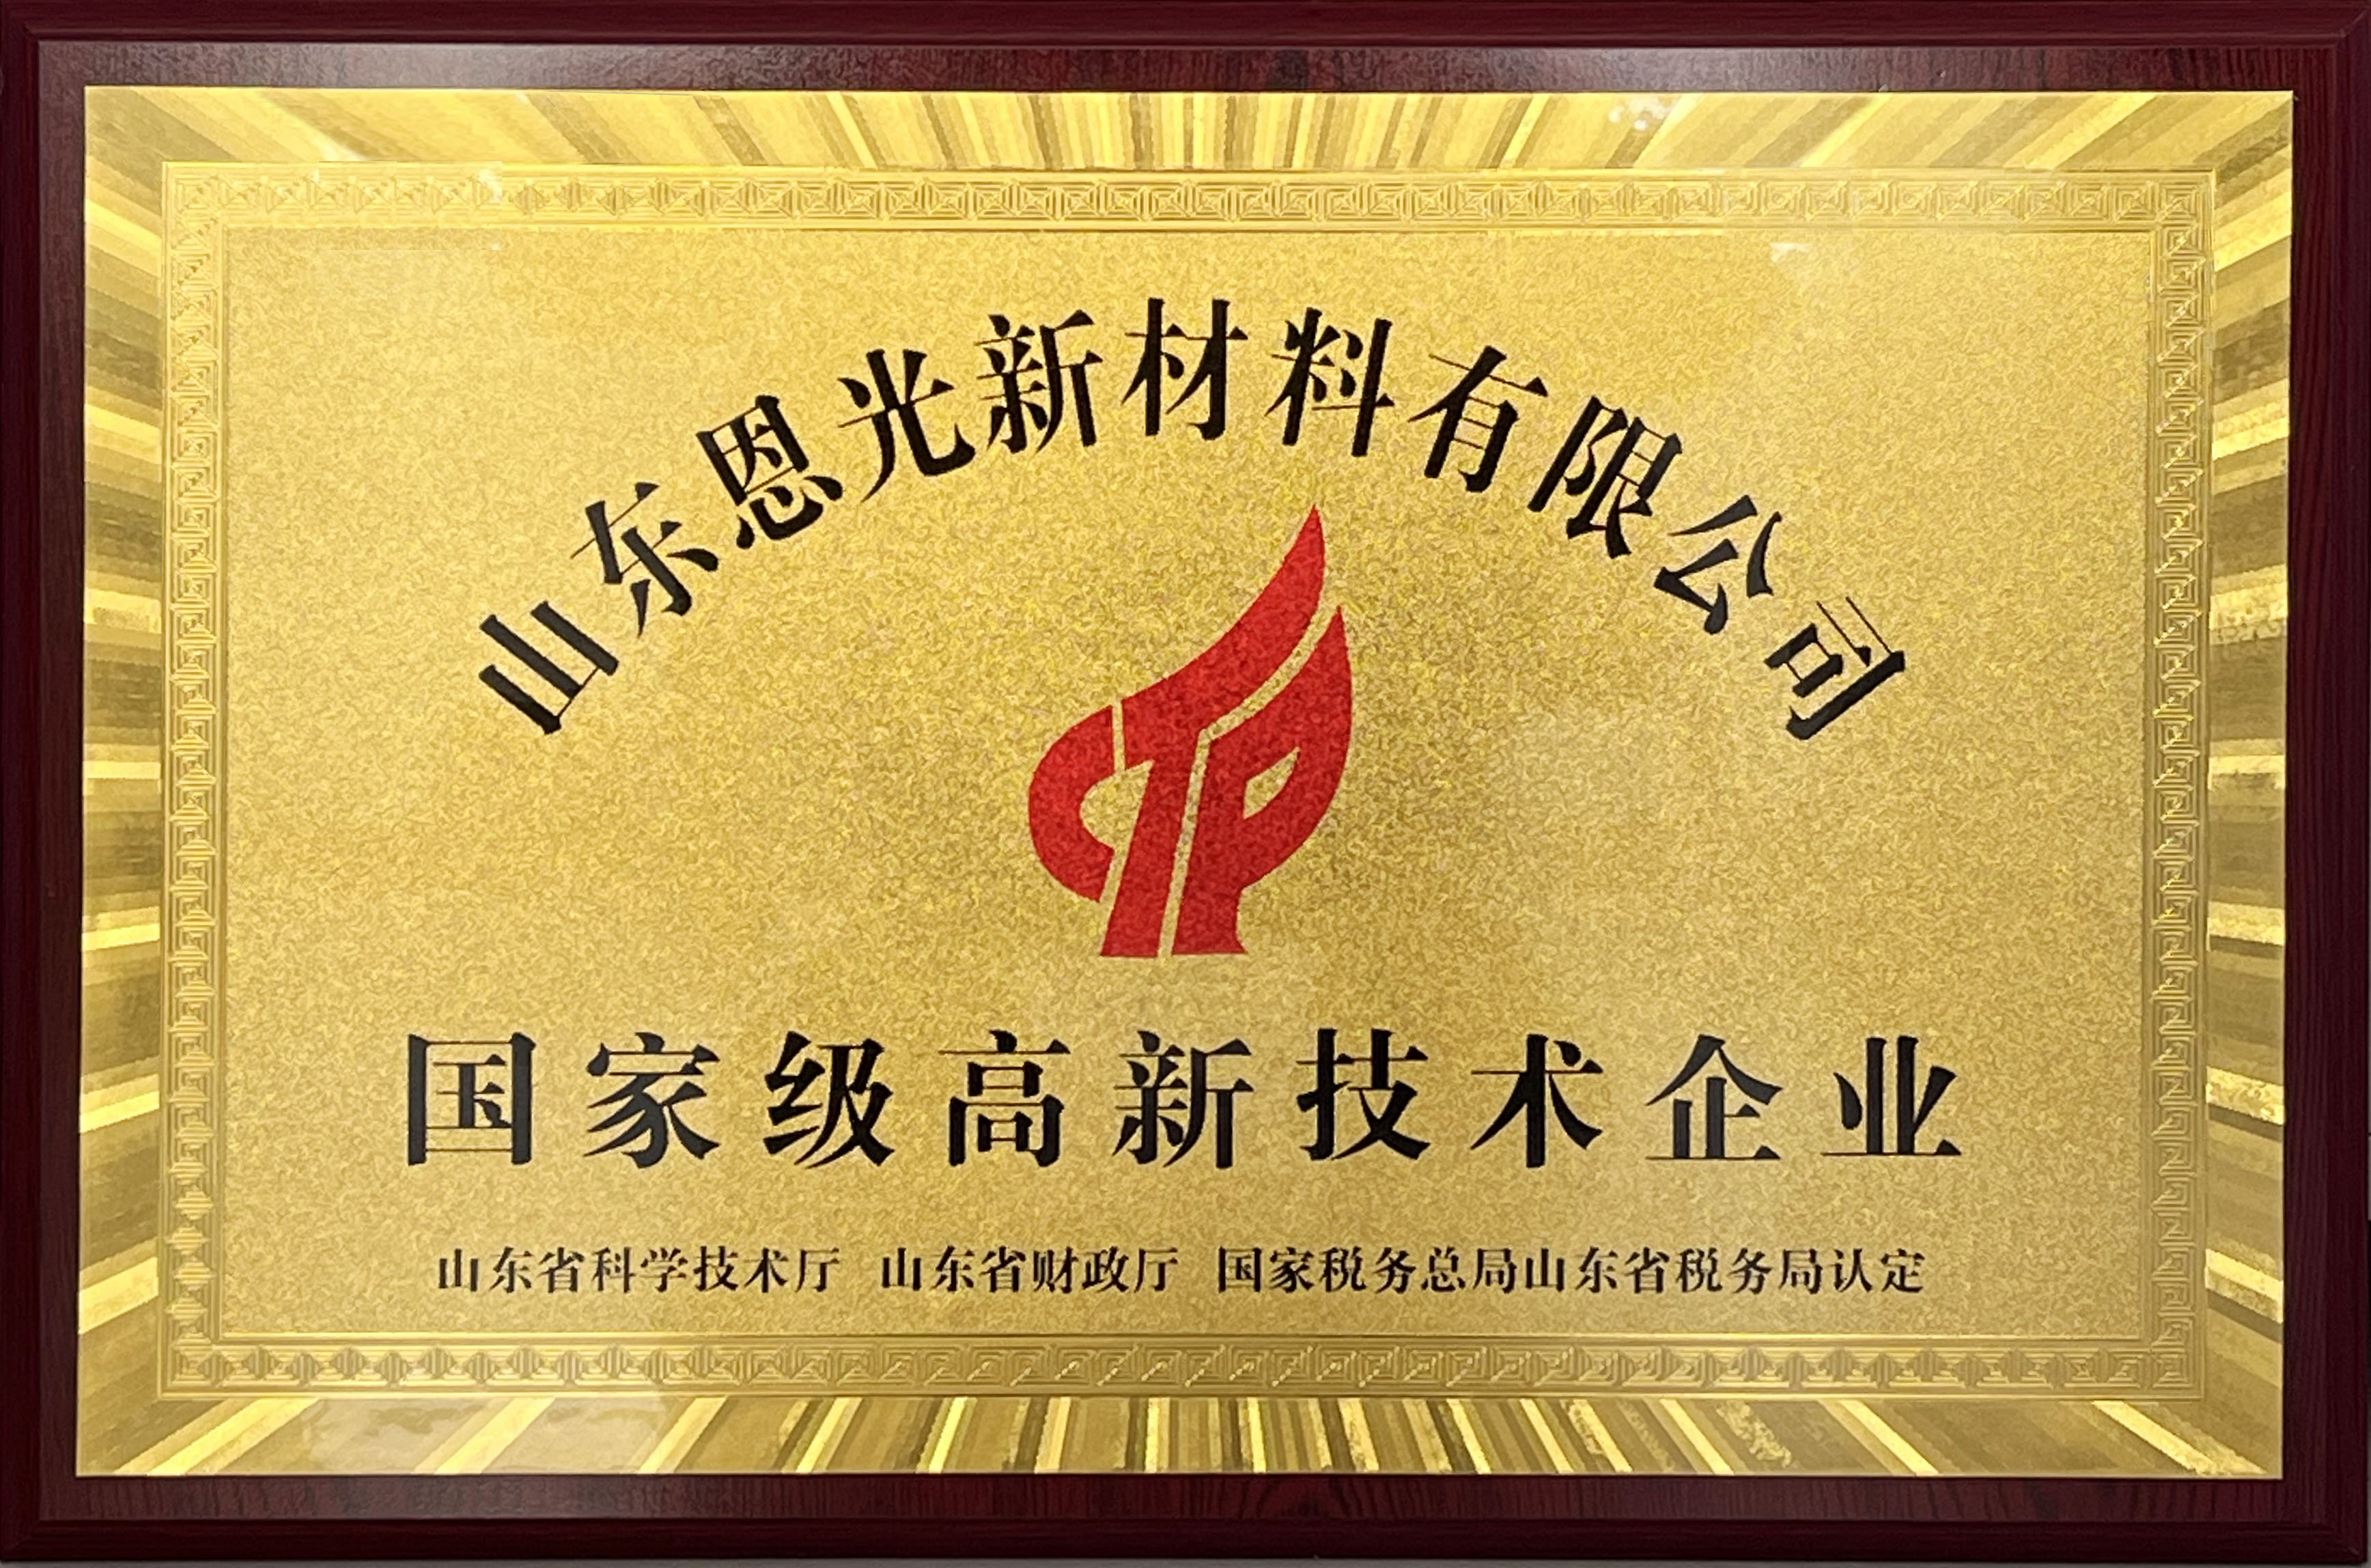 山东恩光新材料有限公司
国家级高新技术企业
山东省科学技术厅 山东省财政厅 国家税务总局山东省税务局认定